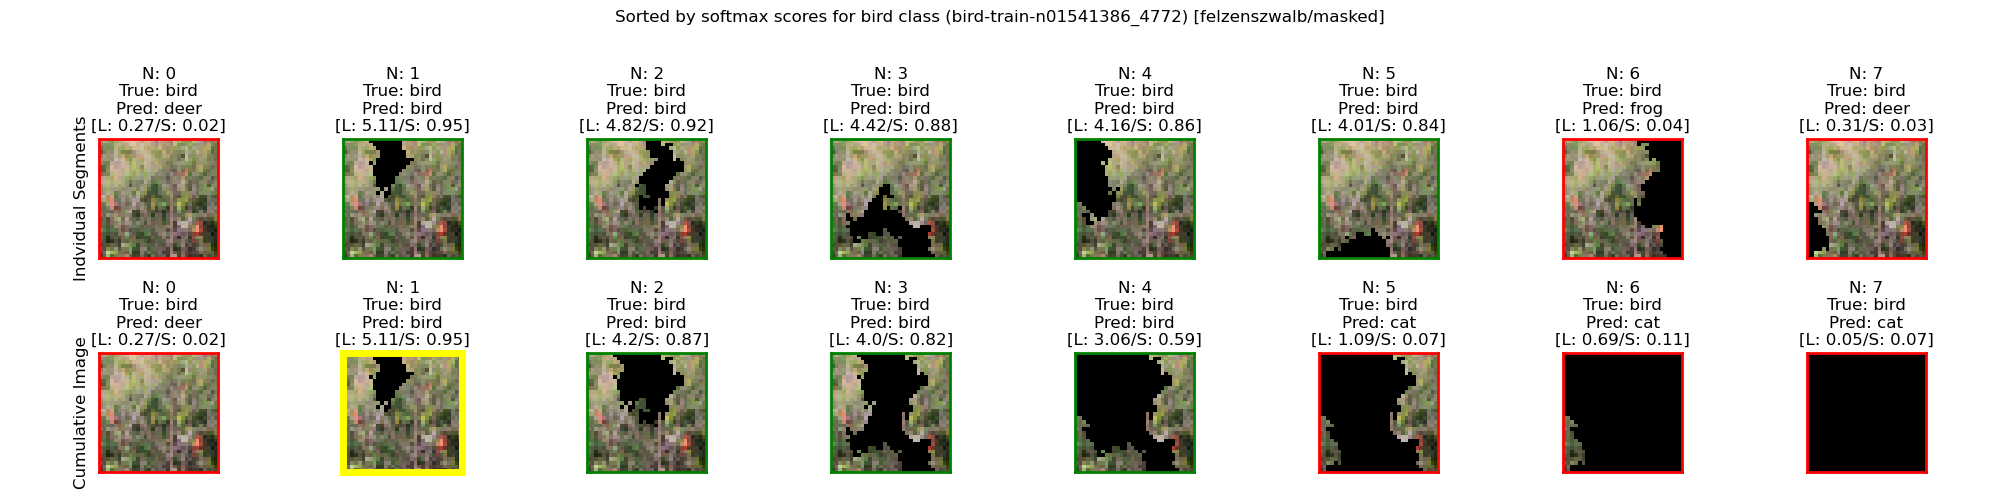 Sorted by softmax scores for bird class (bird-train-n01541386_4772) [felzenszwalb/masked]
Indvidual Segments
N: 0
True: bird
Pred: deer
[L: 0.27/S: 0.02]
N: 1
True: bird
Pred: bird
[L: 5.11/S: 0.95]
N: 2
True: bird
Pred: bird
[L: 4.82/S: 0.92]
N: 3
True: bird
Pred: bird
[L: 4.42/S: 0.88]
N: 4
True: bird
Pred: bird
[L: 4.16/S: 0.86]
N: 5
True: bird
Pred: bird
[L: 4.01/S: 0.84]
N: 6
True: bird
Pred: frog
[L: 1.06/S: 0.04]
N: 7
True: bird
Pred: deer
[L: 0.31/S: 0.03]
Cumulative Image
N: 0
True: bird
Pred: deer
[L: 0.27/S: 0.02]
N: 1
True: bird
Pred: bird
[L: 5.11/S: 0.95]
N: 2
True: bird
Pred: bird
[L: 4.2/S: 0.87]
N: 3
True: bird
Pred: bird
[L: 4.0/S: 0.82]
N: 4
True: bird
Pred: bird
[L: 3.06/S: 0.59]
N: 5
True: bird
Pred: cat
[L: 1.09/S: 0.07]
N: 6
True: bird
Pred: cat
[L: 0.69/S: 0.11]
N: 7
True: bird
Pred: cat
[L: 0.05/S: 0.07]